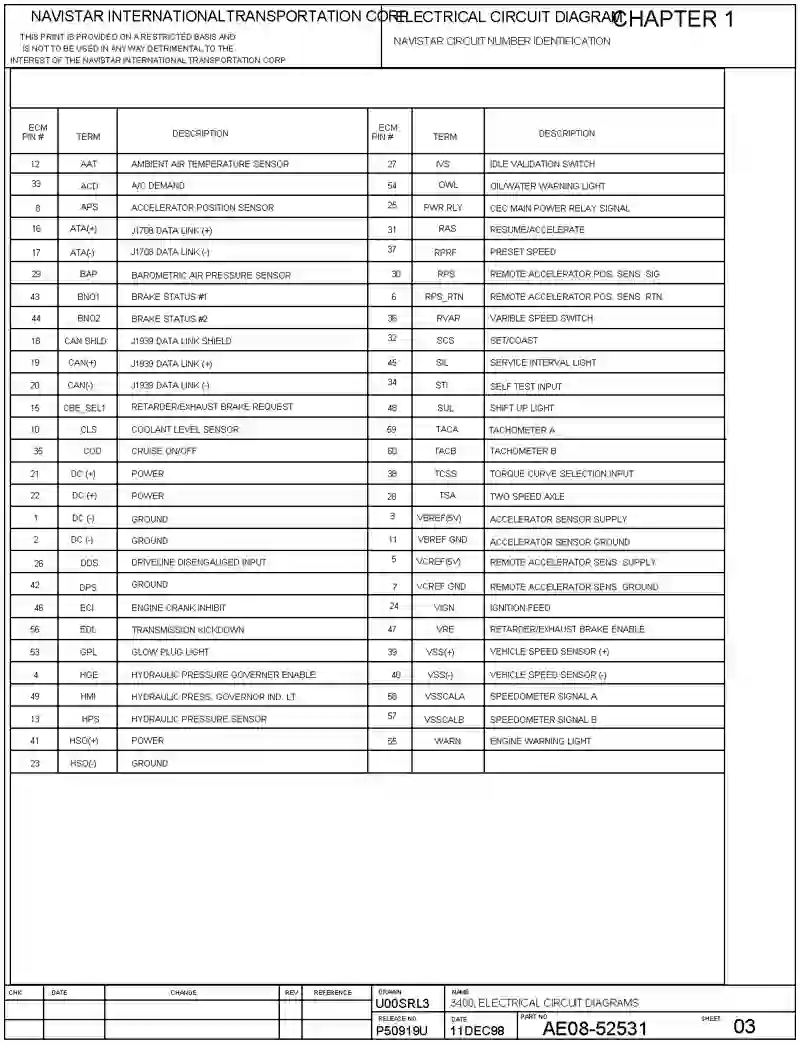 NAVISTAR INTERNATIONAL TRANSPORTATION CORP.
ELECTRICAL CIRCUIT DIAGRAM
CHAPTER 1
THIS PRINT IS PROVIDED ON A RESTRICTED BASIS AND
IS NOT TO BE USED IN ANY WAY DETRIMENTAL TO THE
INTEREST OF THE NAVISTAR INTERNATIONAL TRANSPORTATION CORP
NAVISTAR CIRCUIT NUMBER IDENTIFICATION
ECM PIN # TERM DESCRIPTION ECM PIN # TERM DESCRIPTION
12 AAT AMBIENT AIR TEMPERATURE SENSOR 27 IVS IDLE VALIDATION SWITCH
33 ACD A/C DEMAND 54 OWL OIL/WATER WARNING LIGHT
8 APS ACCELERATOR POSITION SENSOR 25 PWR RLY CEC MAIN POWER RELAY SIGNAL
16 ATA(+) J1708 DATA LINK (+) 31 RAS RESUME/ACCELERATE
17 ATA(-) J1708 DATA LINK (-) 37 RPRF PRESET SPEED
29 BAP BAROMETRIC AIR PRESSURE SENSOR 30 RPS REMOTE ACCELERATOR POS. SENS SIG
43 BNO1 BRAKE STATUS #1 6 RPS_RTN REMOTE ACCELERATOR POS. SENS RTN
44 BNO2 BRAKE STATUS #2 36 RVAR VARIBLE SPEED SWITCH
18 CAN SHLD J1939 DATA LINK SHIELD 32 SCS SET/COAST
19 CAN(+) J1939 DATA LINK (+) 45 SIL SERVICE INTERVAL LIGHT
20 CAN(-) J1939 DATA LINK (-) 34 STI SELF TEST INPUT
15 CBE_SEL1 RETARDER/EXHAUST BRAKE REQUEST 48 SUL SHIFT UP LIGHT
10 CLS COOLANT LEVEL SENSOR 59 TACA TACHOMETER A
35 COO CRUISE ON/OFF 60 TACB TACHOMETER B
21 DC (+) POWER 38 TCSS TORQUE CURVE SELECTION INPUT
22 DC (+) POWER 28 TSA TWO SPEED AXLE
1 DC (-) GROUND 3 VBREF(5V) ACCELERATOR SENSOR SUPPLY
2 DC (-) GROUND 11 VBREF GND ACCELERATOR SENSOR GROUND
26 DDS DRIVELINE DISENGAUGED INPUT 5 VCREF(5V) REMOTE ACCELERATOR SENS SUPPLY
42 DPS GROUND 7 VCREF GND REMOTE ACCELERATOR SENS GROUND
46 ECI ENGINE CRANK INHIBIT 24 VIGN IGNITION FEED
56 EDL TRANSMISSION KICKDOWN 47 VRE RETARDER/EXHAUST BRAKE ENABLE
53 GPL GLOW PLUG LIGHT 39 VSS(+) VEHICLE SPEED SENSOR (+)
4 HGE HYDRAULIC PRESSURE GOVERNER ENABLE 40 VSS(-) VEHICLE SPEED SENSOR (-)
49 HMI HYDRAULIC PRESS. GOVERNOR IND. LT 58 VSSCALA SPEEDOMETER SIGNAL A
13 HPS HYDRAULIC PRESSURE SENSOR 57 VSSCALB SPEEDOMETER SIGNAL B
41 HSO(+) POWER 55 WARN ENGINE WARNING LIGHT
23 HSO(-) GROUND
CHK DATE CHANGE REV REFERENCE
DRAWN U00SRL3
NAME 3400, ELECTRICAL CIRCUIT DIAGRAMS
RELEASE NO. P50919U
DATE 11DEC98
PART NO AE08-52531
SHEET 03